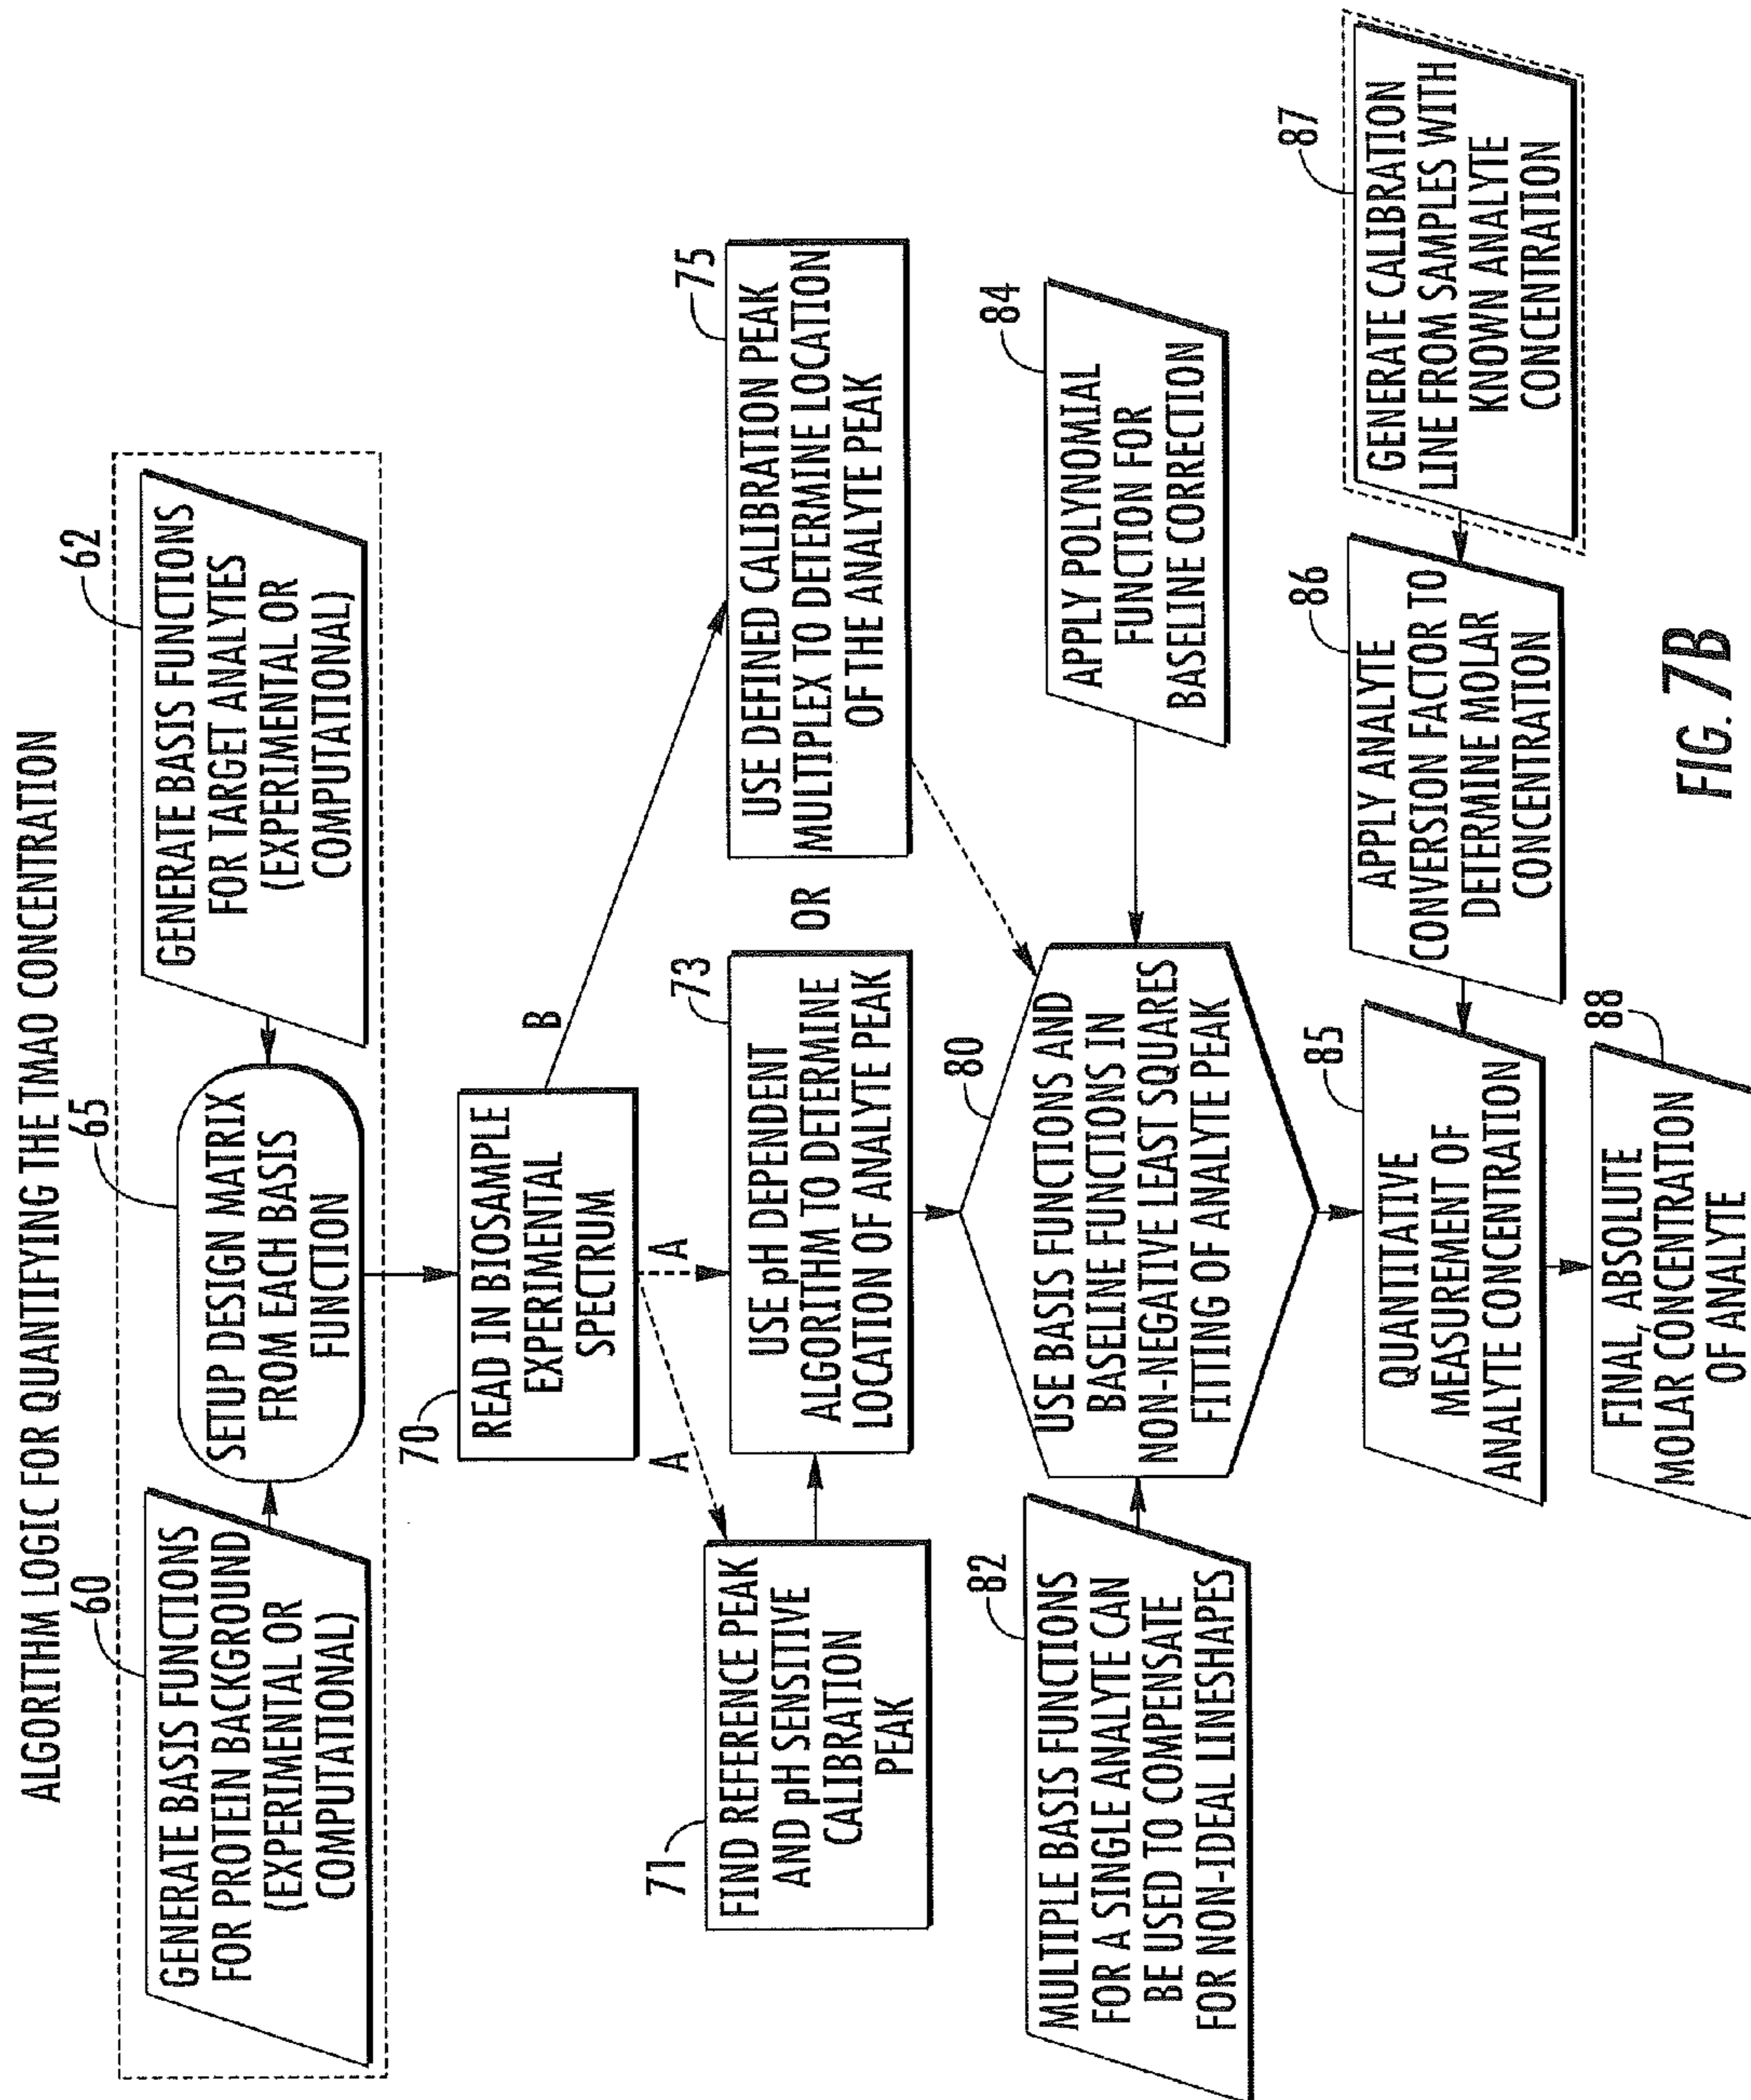 ALGORITHM LOGIC FOR QUANTIFYING THE TMAO CONCENTRATION
60
GENERATE BASIS FUNCTIONS
FOR PROTEIN BACKGROUND
(EXPERIMENTAL OR
COMPUTATIONAL)
65
SETUP DESIGN MATRIX
FROM EACH BASIS
FUNCTION
62
GENERATE BASIS FUNCTIONS
FOR TARGET ANALYTES
(EXPERIMENTAL OR
COMPUTATIONAL)
70
READ IN BIOSAMPLE
EXPERIMENTAL
SPECTRUM
A
A
B
71
FIND REFERENCE PEAK
AND pH SENSITIVE
CALIBRATION
PEAK
73
USE pH DEPENDENT
ALGORITHM TO DETERMINE
LOCATION OF ANALYTE PEAK
OR
75
USE DEFINED CALIBRATION PEAK
MULTIPLEX TO DETERMINE LOCATION
OF THE ANALYTE PEAK
82
MULTIPLE BASIS FUNCTIONS
FOR A SINGLE ANALYTE CAN
BE USED TO COMPENSATE
FOR NON-IDEAL LINESHAPES
80
USE BASIS FUNCTIONS AND
BASELINE FUNCTIONS IN
NON-NEGATIVE LEAST SQUARES
FITTING OF ANALYTE PEAK
84
APPLY POLYNOMIAL
FUNCTION FOR
BASELINE CORRECTION
85
QUANTITATIVE
MEASUREMENT OF
ANALYTE CONCENTRATION
86
APPLY ANALYTE
CONVERSION FACTOR TO
DETERMINE MOLAR
CONCENTRATION
87
GENERATE CALIBRATION
LINE FROM SAMPLES WITH
KNOWN ANALYTE
CONCENTRATION
88
FINAL, ABSOLUTE
MOLAR CONCENTRATION
OF ANALYTE
FIG. 7B